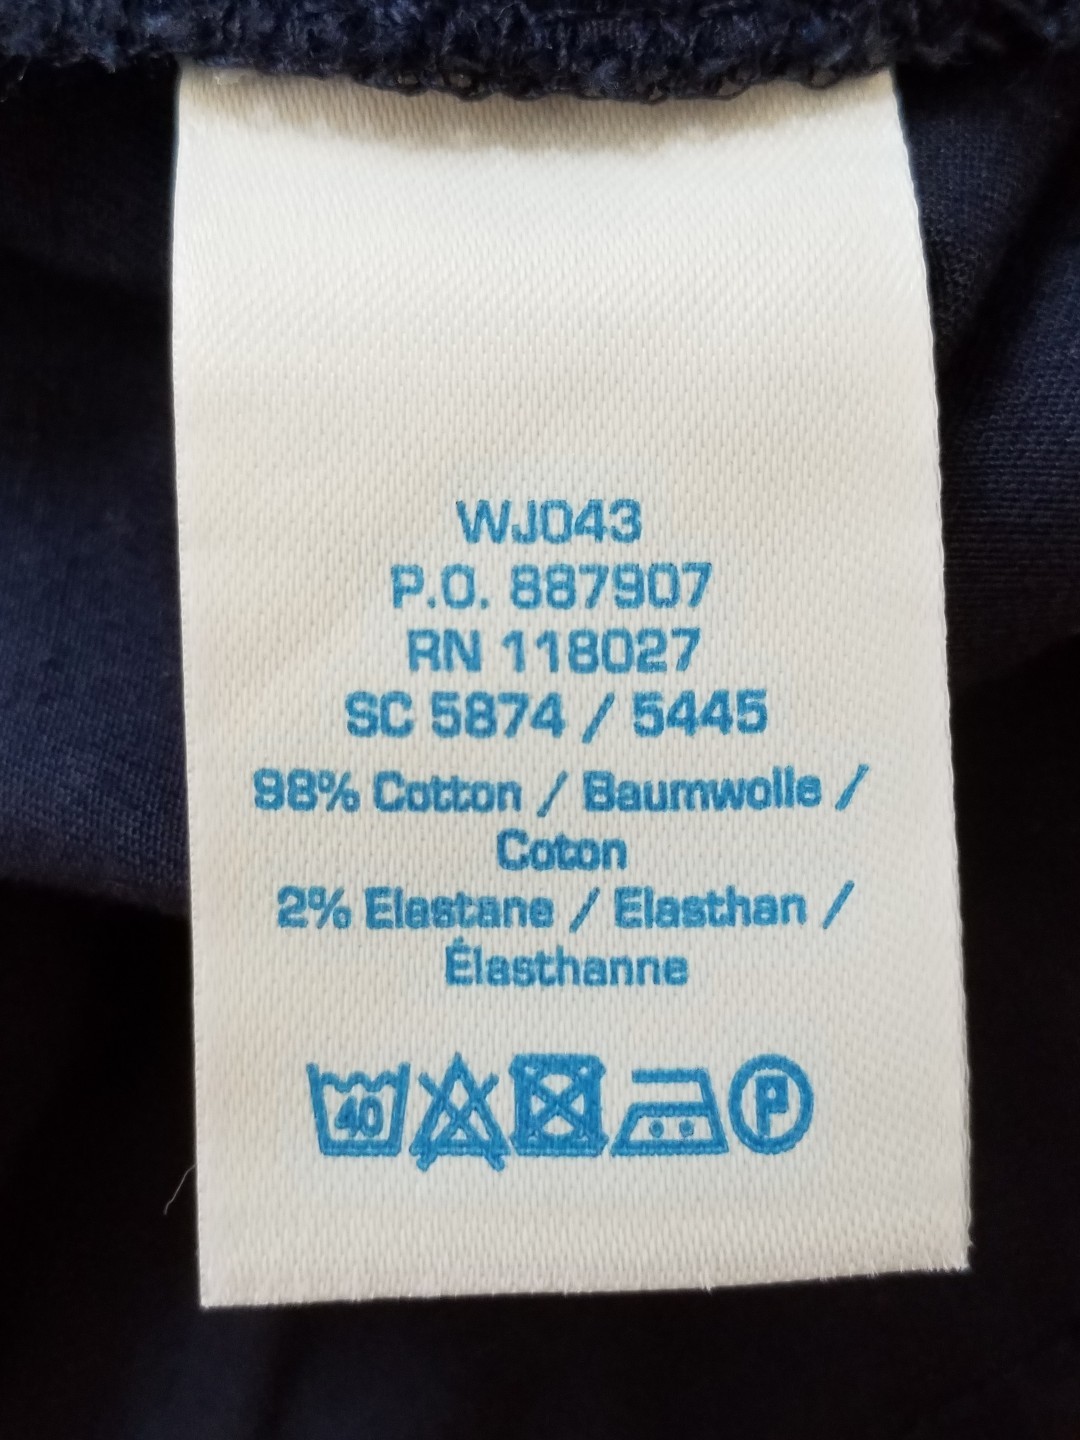 WJ043
P.O. 887907
RN 118027
SC 5874 / 5445
98% Cotton / Baumwolle /
Coton
2% Elastane / Elasthan /
Élasthanne
40 P